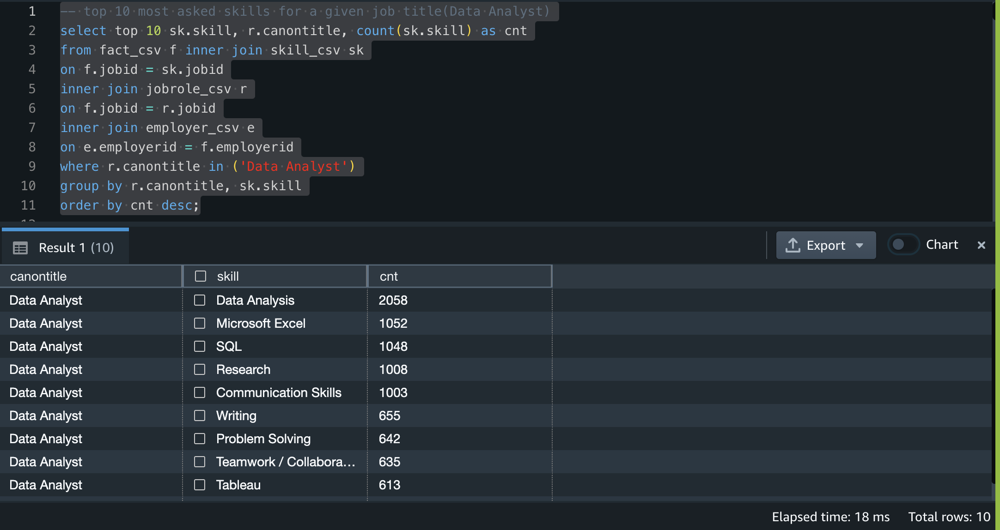 1 -- top 10 most asked skills for a given job title(Data Analyst)
2 select top 10 sk.skill, r.canontitle, count(sk.skill) as cnt
3 from fact_csv f inner join skill_csv sk
4 on f.jobid = sk.jobid
5 inner join jobrole_csv r
6 on f.jobid = r.jobid
7 inner join employer_csv e
8 on e.employerid = f.employerid
9 where r.canontitle in ('Data Analyst')
10 group by r.canontitle, sk.skill
11 order by cnt desc;
Result 1 (10) Export Chart
canontitle skill cnt
Data Analyst Data Analysis 2058
Data Analyst Microsoft Excel 1052
Data Analyst SQL 1048
Data Analyst Research 1008
Data Analyst Communication Skills 1003
Data Analyst Writing 655
Data Analyst Problem Solving 642
Data Analyst Teamwork / Collabora... 635
Data Analyst Tableau 613
Elapsed time: 18 ms Total rows: 10